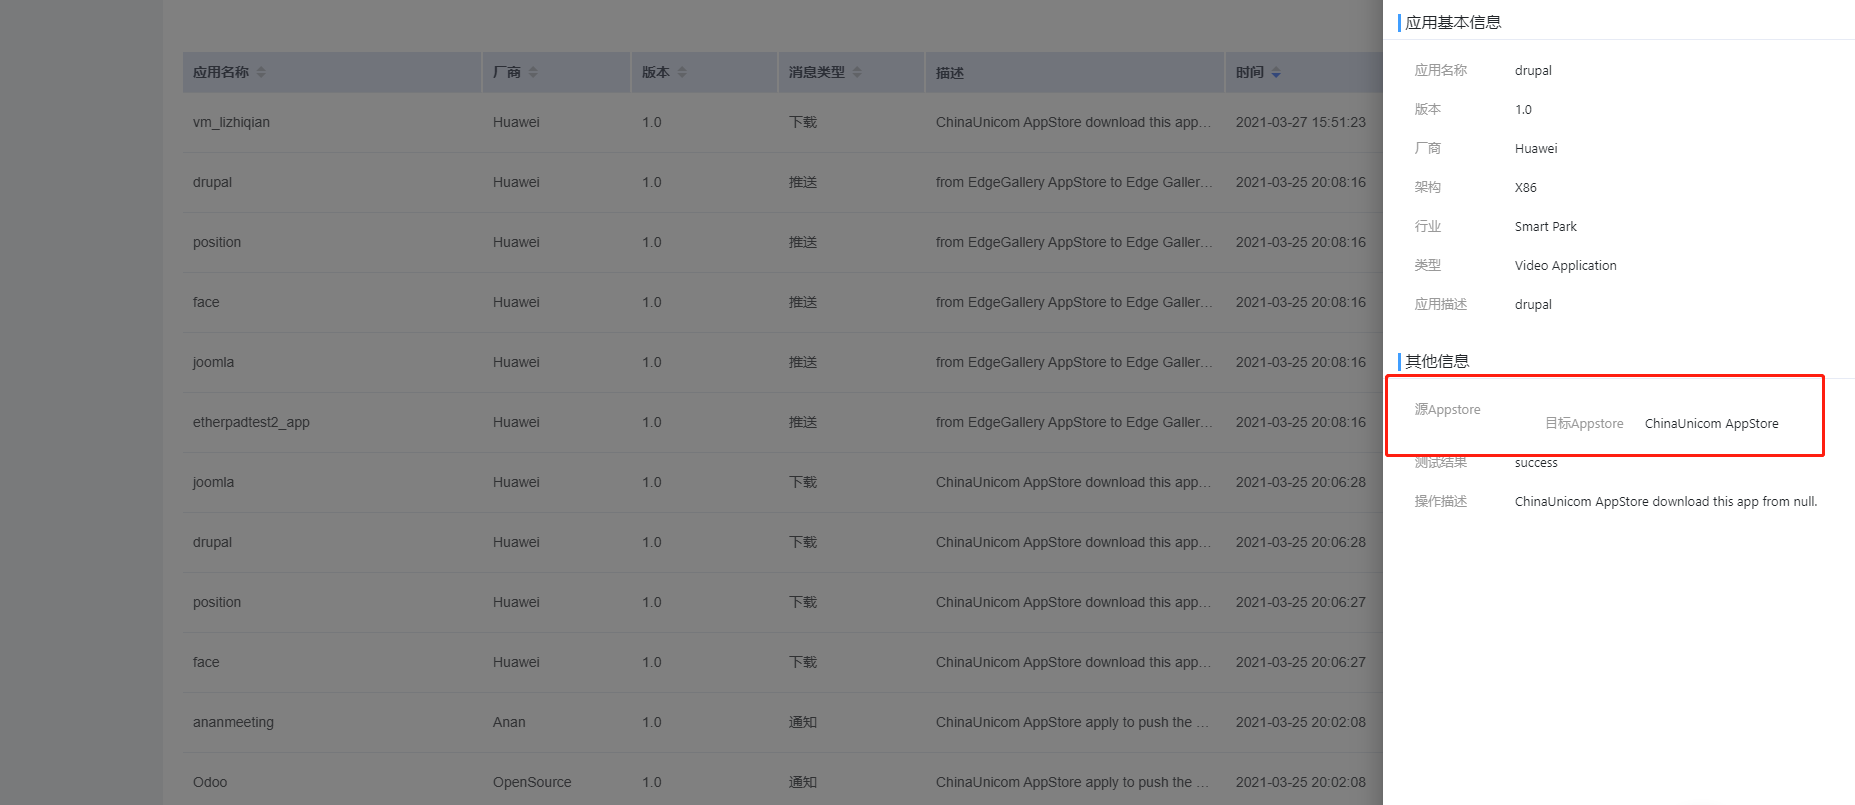 应用名称 厂商 版本 消息类型 描述 时间
vm_lizhiqian Huawei 1.0 下载 ChinaUnicom AppStore download this app... 2021-03-27 15:51:23
drupal Huawei 1.0 推送 from EdgeGallery AppStore to Edge Galler... 2021-03-25 20:08:16
position Huawei 1.0 推送 from EdgeGallery AppStore to Edge Galler... 2021-03-25 20:08:16
face Huawei 1.0 推送 from EdgeGallery AppStore to Edge Galler... 2021-03-25 20:08:16
joomla Huawei 1.0 推送 from EdgeGallery AppStore to Edge Galler... 2021-03-25 20:08:16
etherpadtest2_app Huawei 1.0 推送 from EdgeGallery AppStore to Edge Galler... 2021-03-25 20:08:16
joomla Huawei 1.0 下载 ChinaUnicom AppStore download this app... 2021-03-25 20:06:28
drupal Huawei 1.0 下载 ChinaUnicom AppStore download this app... 2021-03-25 20:06:28
position Huawei 1.0 下载 ChinaUnicom AppStore download this app... 2021-03-25 20:06:27
face Huawei 1.0 下载 ChinaUnicom AppStore download this app... 2021-03-25 20:06:27
ananmeeting Anan 1.0 通知 ChinaUnicom AppStore apply to push the ... 2021-03-25 20:02:08
Odoo OpenSource 1.0 通知 ChinaUnicom AppStore apply to push the ... 2021-03-25 20:02:08
应用基本信息
应用名称 drupal
版本 1.0
厂商 Huawei
架构 X86
行业 Smart Park
类型 Video Application
应用描述 drupal
其他信息
源Appstore
目标Appstore ChinaUnicom AppStore
测试结果 success
操作描述 ChinaUnicom AppStore download this app from null.